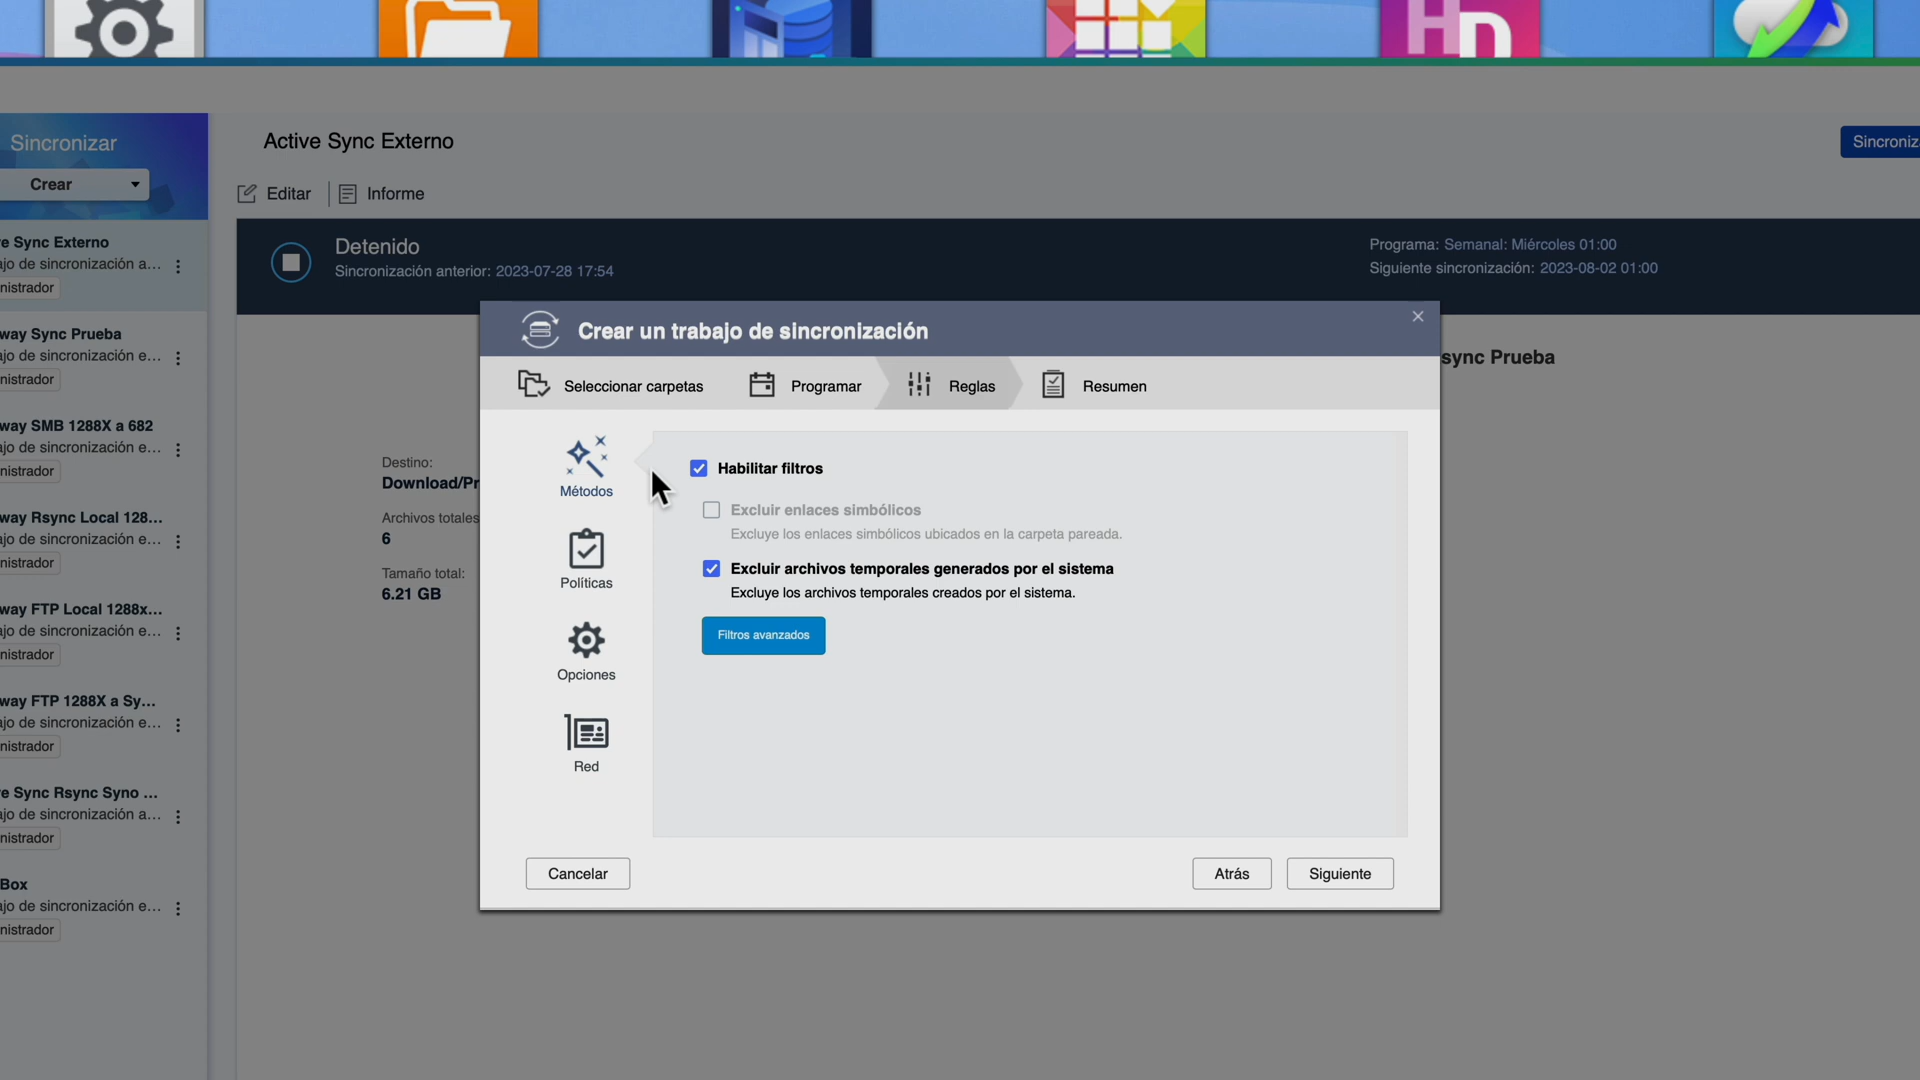 Sincronizar
Crear
e Sync Externo
ajo de sincronización a...
nistrador
way Sync Prueba
ajo de sincronización e...
nistrador
way SMB 1288X a 682
ajo de sincronización e...
nistrador
way Rsync Local 128...
ajo de sincronización e...
nistrador
way FTP Local 1288x...
ajo de sincronización e...
nistrador
way FTP 1288X a Sy...
ajo de sincronización e...
nistrador
e Sync Rsync Syno ...
ajo de sincronización a...
nistrador
Box
ajo de sincronización e...
nistrador
Active Sync Externo
Sincroniz
Editar
Informe
Detenido
Sincronización anterior: 2023-07-28 17:54
Programa: Semanal: Miércoles 01:00
Siguiente sincronización: 2023-08-02 01:00
sync Prueba
Destino:
Download/Pr
Archivos totales
6
Tamaño total:
6.21 GB
Crear un trabajo de sincronización
Seleccionar carpetas
Programar
Reglas
Resumen
Métodos
Políticas
Opciones
Red
Habilitar filtros
Excluir enlaces simbólicos
Excluye los enlaces simbólicos ubicados en la carpeta pareada.
Excluir archivos temporales generados por el sistema
Excluye los archivos temporales creados por el sistema.
Filtros avanzados
Cancelar
Atrás
Siguiente